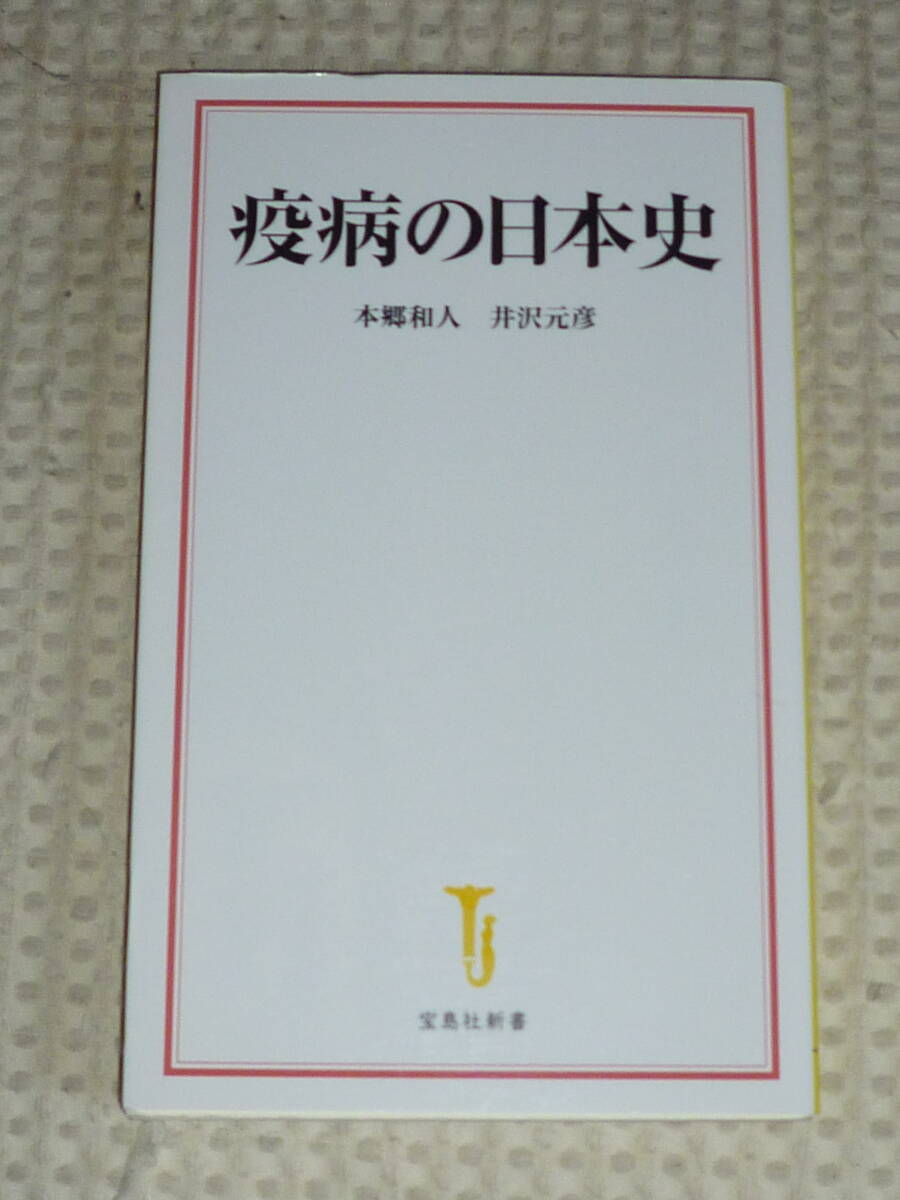 疫病の日本史
本郷和人　井沢元彦
宝島社新書